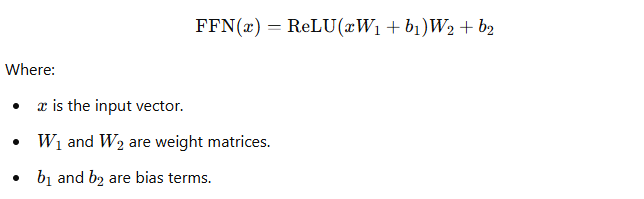 FFN(x) = ReLU(xW₁ + b₁)W₂ + b₂
Where:
• x is the input vector.
• W₁ and W₂ are weight matrices.
• b₁ and b₂ are bias terms.